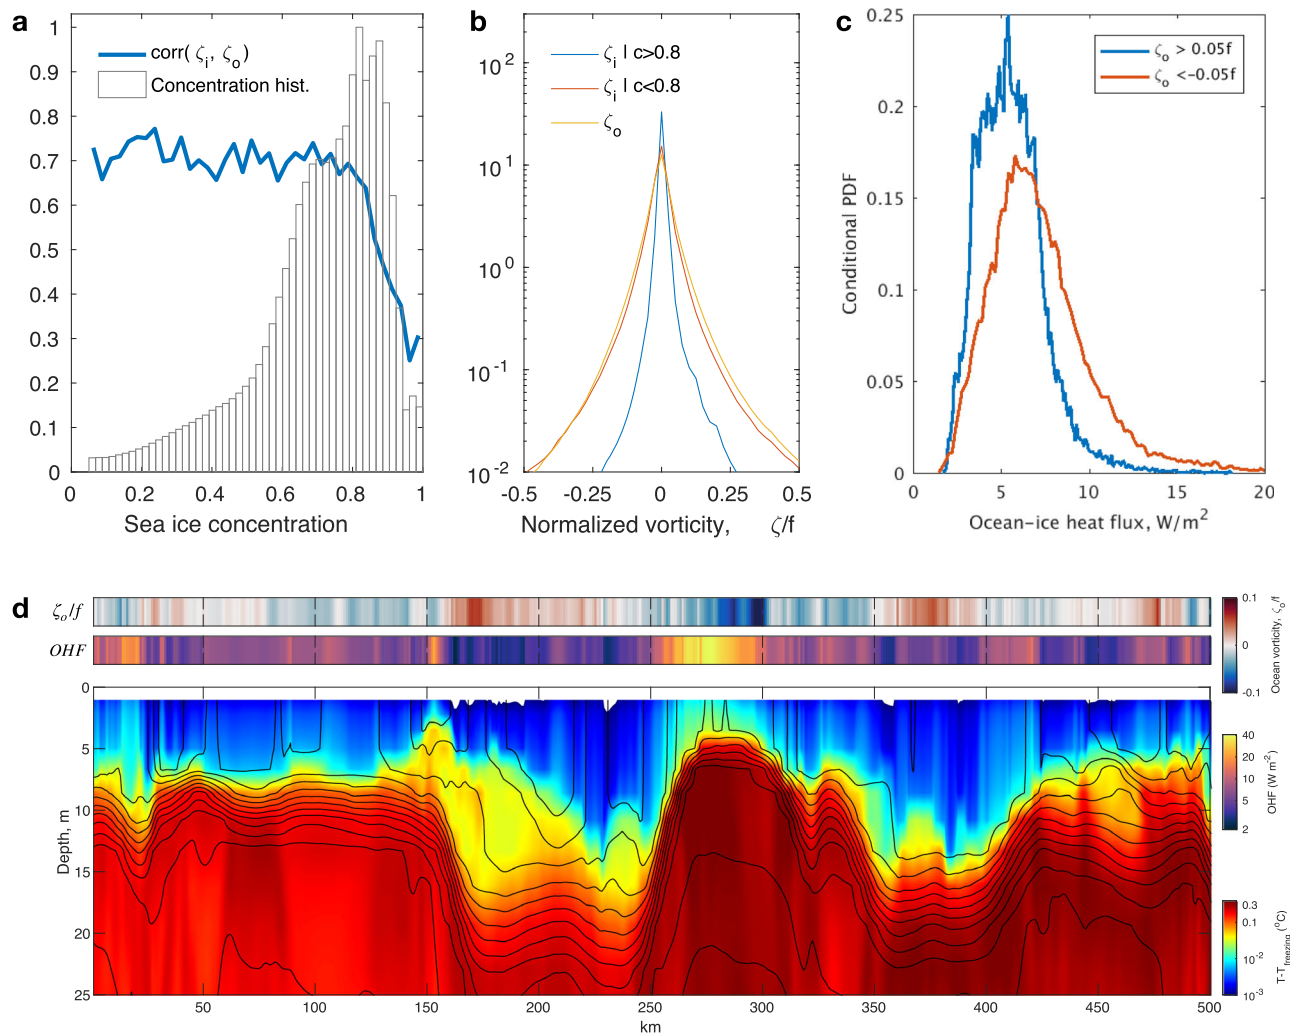 a
1
0.9
0.8
0.7
0.6
0.5
0.4
0.3
0.2
0.1
0
corr( ζi, ζo)
Concentration hist.
0 0.2 0.4 0.6 0.8 1
Sea ice concentration
b
10^2
10^1
10^0
10^-1
10^-2
ζi | c>0.8
ζi | c<0.8
ζo
-0.5 -0.25 0 0.25 0.5
Normalized vorticity, ζ/f
c
0.25
0.2
0.15
0.1
0.05
0
Conditional PDF
ζo > 0.05f
ζo <-0.05f
0 5 10 15 20
Ocean-ice heat flux, W/m^2
d
ζo/f
OHF
0
5
10
15
20
25
Depth, m
50 100 150 200 250 300 350 400 450 500
km
0.1
0
-0.1
Ocean vorticity, ζo/f
40
20
10
5
2
OHF (W m^-2)
0.3
0.1
10^-2
10^-3
T-Tfreezing (°C)